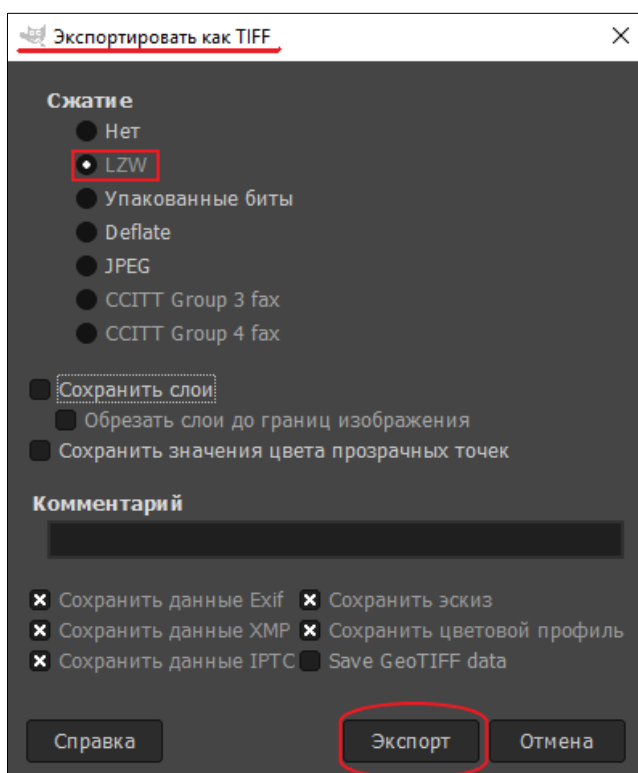 Экспортировать как TIFF
Сжатие
Нет
LZW
Упакованные биты
Deflate
JPEG
CCITT Group 3 fax
CCITT Group 4 fax
Сохранить слои
Обрезать слои до границ изображения
Сохранить значения цвета прозрачных точек
Комментарий
Сохранить данные Exif Сохранить эскиз
Сохранить данные XMP Сохранить цветовой профиль
Сохранить данные IPTC Save GeoTIFF data
Справка Экспорт Отмена